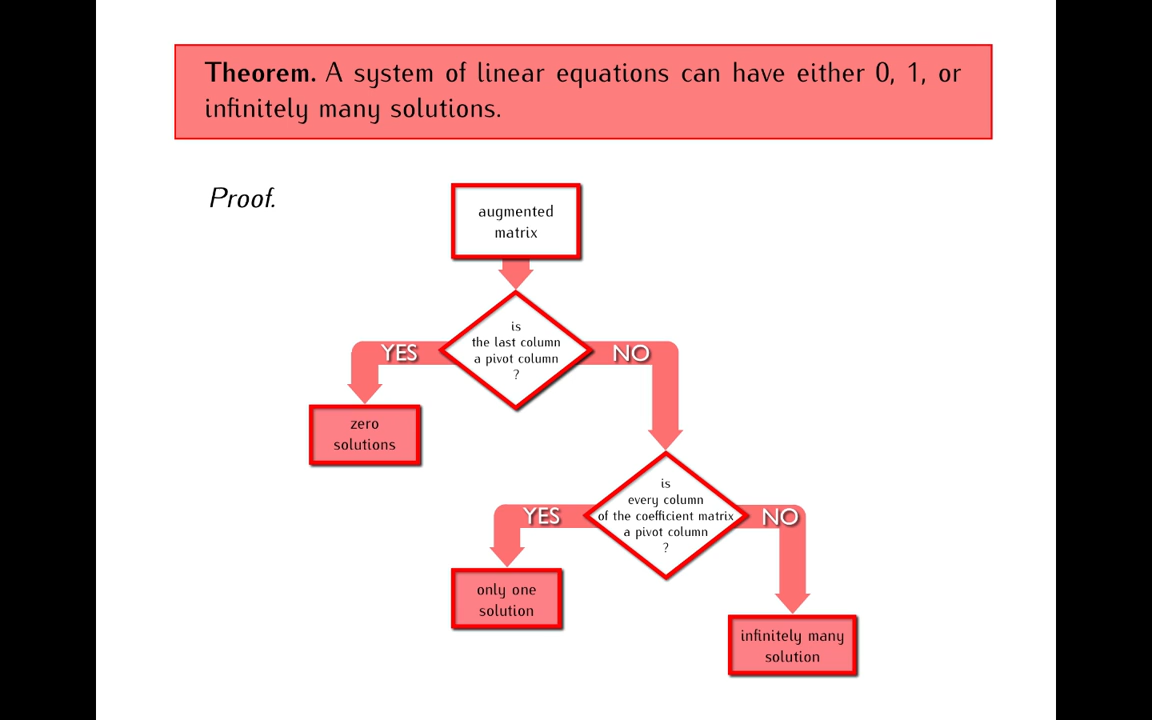 Theorem. A system of linear equations can have either 0, 1, or
infinitely many solutions.
Proof.
augmented
matrix
is
the last column
a pivot column
?
YES
NO
zero
solutions
is
every column
of the coefficient matrix
a pivot column
?
YES
NO
only one
solution
infinitely many
solution